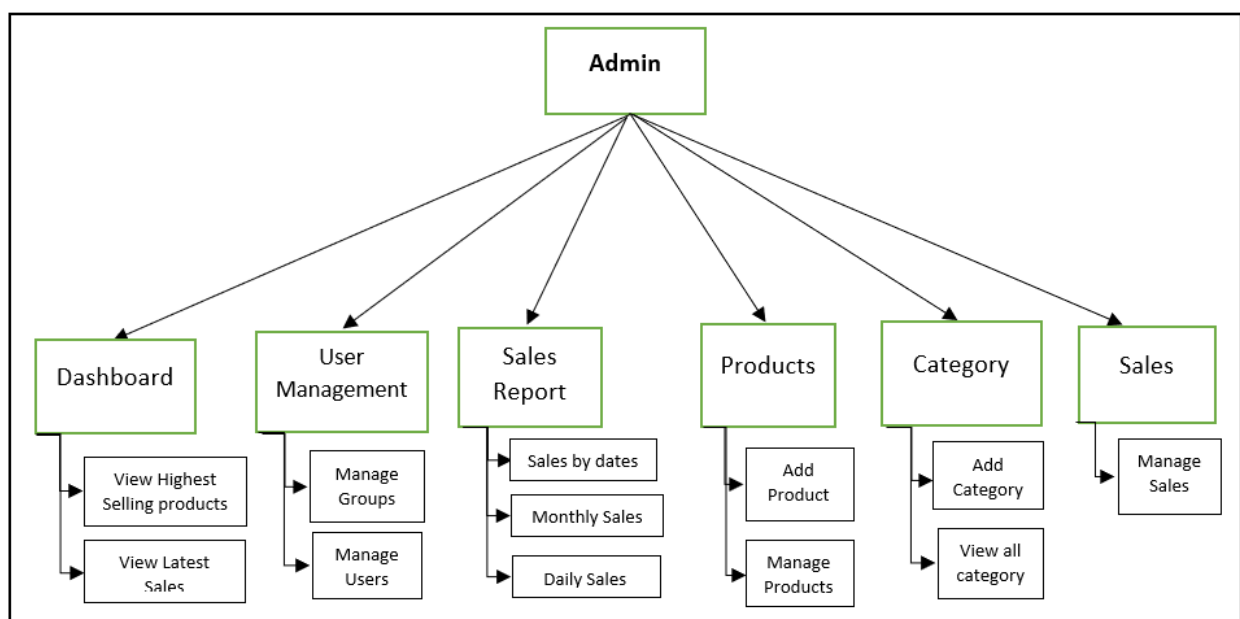 Admin
Dashboard
User
Management
Sales
Report
Products
Category
Sales
View Highest
Selling products
View Latest
Sales
Manage
Groups
Manage
Users
Sales by dates
Monthly Sales
Daily Sales
Add
Product
Manage
Products
Add
Category
View all
category
Manage
Sales